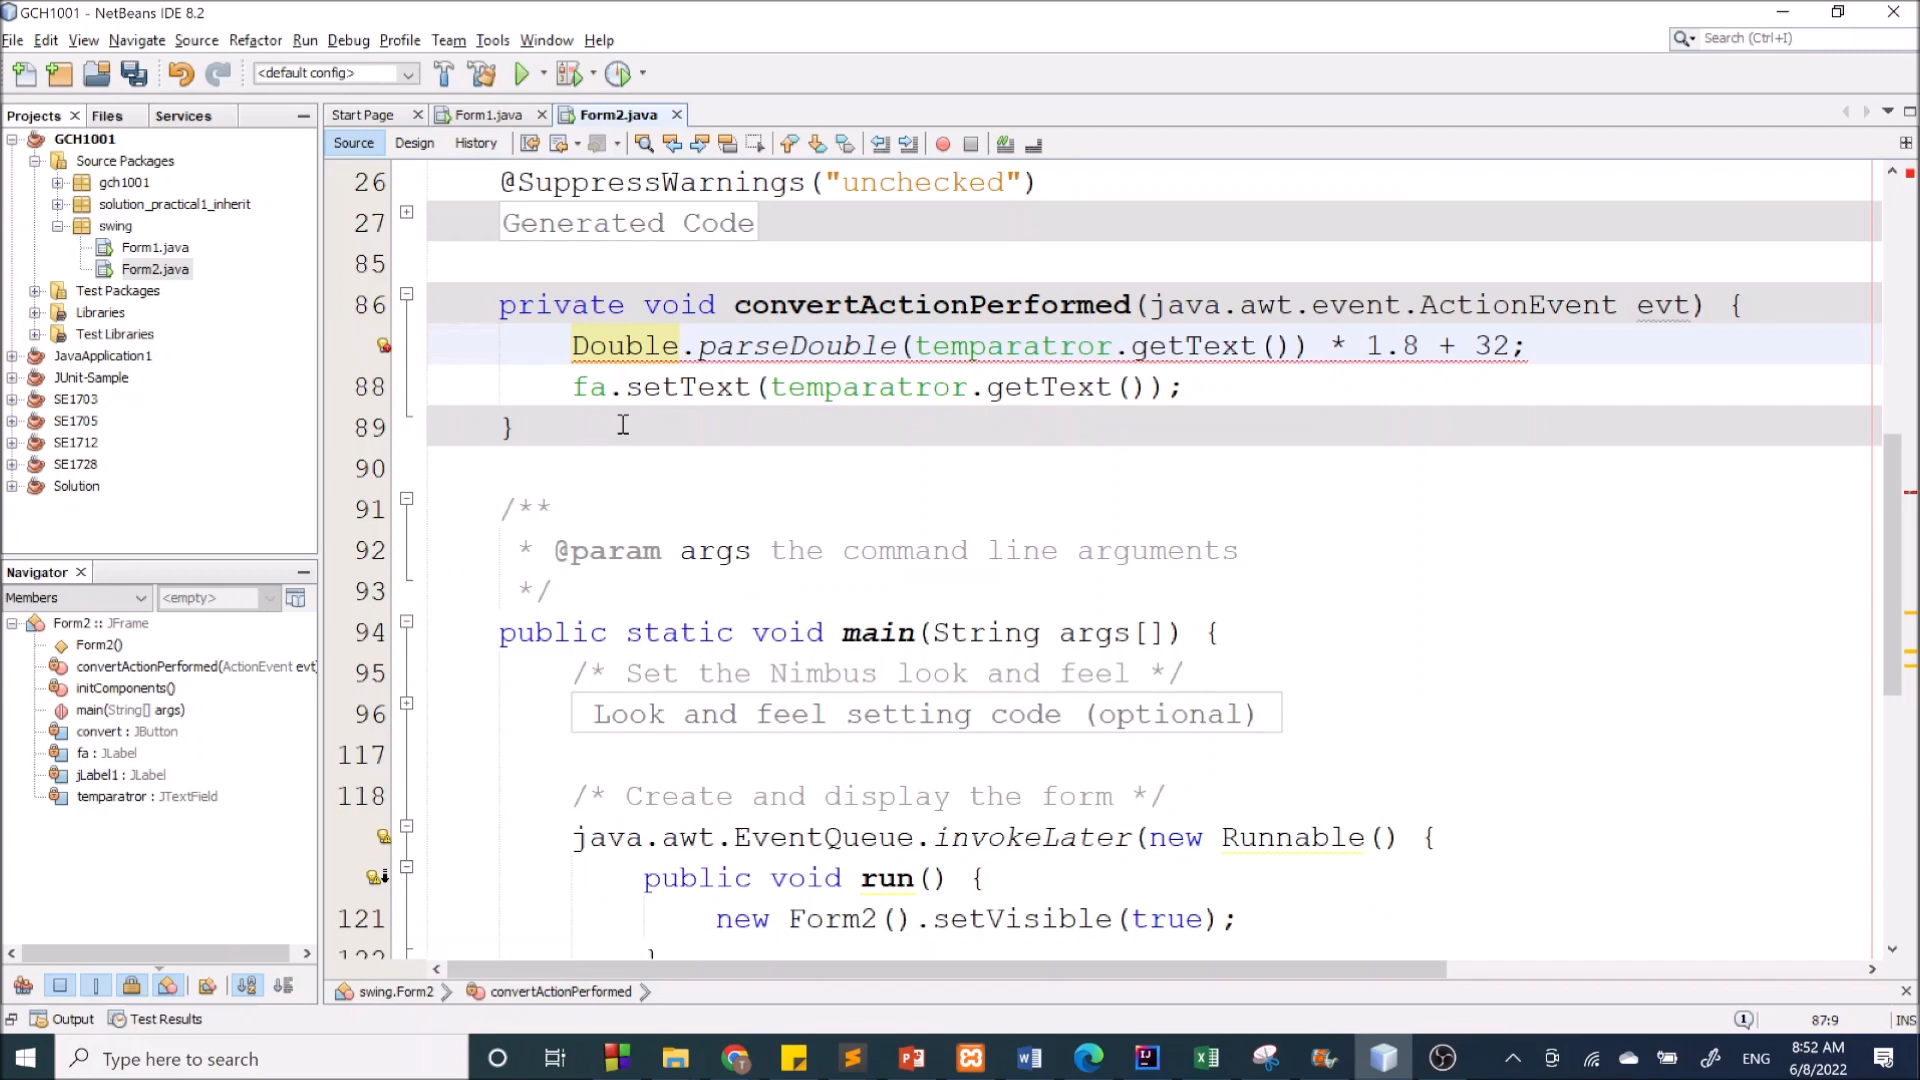 GCH1001 - NetBeans IDE 8.2
File Edit View Navigate Source Refactor Run Debug Profile Team Tools Window Help
Search (Ctrl+I)
<default config>
Projects Files Services
Start Page Form1.java Form2.java
Source Design History
GCH1001
Source Packages
gch1001
solution_practical1_inherit
swing
Form1.java
Form2.java
Test Packages
Libraries
Test Libraries
JavaApplication1
JUnit-Sample
SE1703
SE1705
SE1712
SE1728
Solution
Navigator
Members <empty>
Form2 :: JFrame
Form2()
convertActionPerformed(ActionEvent evt)
initComponents()
main(String[] args)
convert : JButton
fa : JLabel
jLabel1 : JLabel
temparatror : JTextField
26 @SuppressWarnings("unchecked")
27 Generated Code
85
86 private void convertActionPerformed(java.awt.event.ActionEvent evt) {
Double.parseDouble(temparatror.getText()) * 1.8 + 32;
88 fa.setText(temparatror.getText());
89 }
90
91 /**
92 * @param args the command line arguments
93 */
94 public static void main(String args[]) {
95 /* Set the Nimbus look and feel */
96 Look and feel setting code (optional)
117
118 /* Create and display the form */
java.awt.EventQueue.invokeLater(new Runnable() {
public void run() {
121 new Form2().setVisible(true);
122 }
swing.Form2 convertActionPerformed
Output Test Results
1 87:9 INS
Type here to search
ENG
8:52 AM
6/8/2022